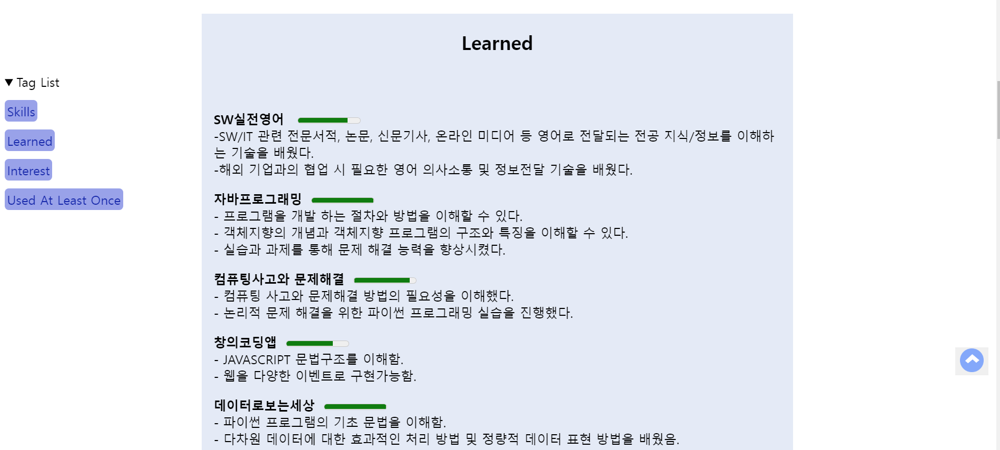 Learned
▼ Tag List
Skills
Learned
Interest
Used At Least Once
SW실전영어
-SW/IT 관련 전문서적, 논문, 신문기사, 온라인 미디어 등 영어로 전달되는 전공 지식/정보를 이해하
는 기술을 배웠다.
-해외 기업과의 협업 시 필요한 영어 의사소통 및 정보전달 기술을 배웠다.
자바프로그래밍
- 프로그램을 개발 하는 절차와 방법을 이해할 수 있다.
- 객체지향의 개념과 객체지향 프로그램의 구조와 특징을 이해할 수 있다.
- 실습과 과제를 통해 문제 해결 능력을 향상시켰다.
컴퓨팅사고와 문제해결
- 컴퓨팅 사고와 문제해결 방법의 필요성을 이해했다.
- 논리적 문제 해결을 위한 파이썬 프로그래밍 실습을 진행했다.
창의코딩앱
- JAVASCRIPT 문법구조를 이해함.
- 웹을 다양한 이벤트로 구현가능함.
데이터로보는세상
- 파이썬 프로그램의 기초 문법을 이해함.
- 다차원 데이터에 대한 효과적인 처리 방법 및 정량적 데이터 표현 방법을 배웠음.